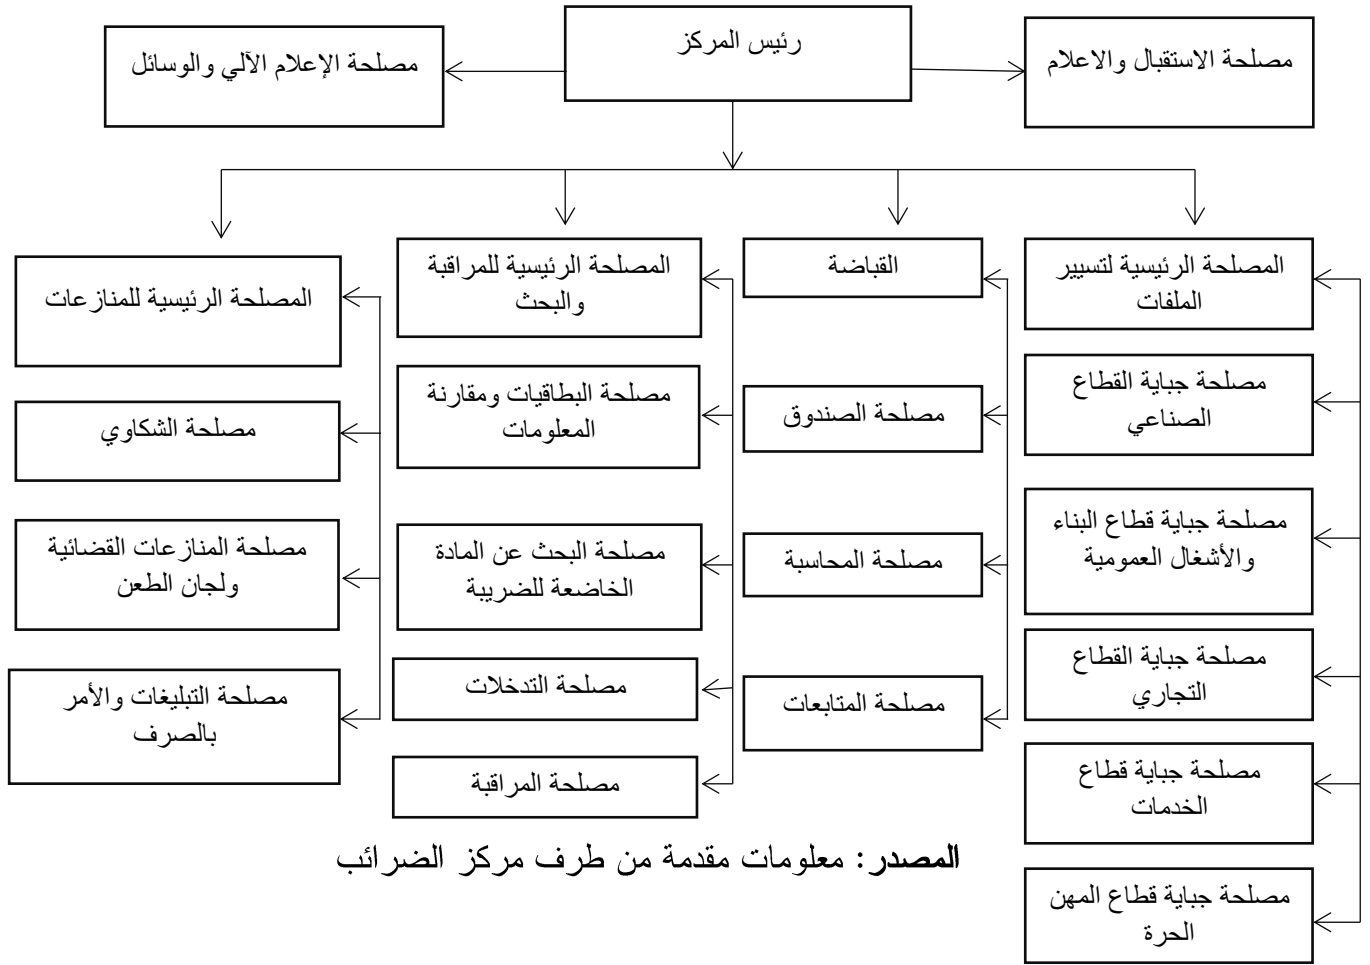 رئيس المركز
مصلحة الاستقبال والاعلام
مصلحة الإعلام الآلي والوسائل
المصلحة الرئيسية لتسيير
الملفات
مصلحة جباية القطاع
الصناعي
مصلحة جباية قطاع البناء
والأشغال العمومية
مصلحة جباية القطاع
التجاري
مصلحة جباية قطاع
الخدمات
مصلحة جباية قطاع المهن
الحرة
القباضة
مصلحة الصندوق
مصلحة المحاسبة
مصلحة المتابعات
المصلحة الرئيسية للمراقبة
والبحث
مصلحة البطاقيات ومقارنة
المعلومات
مصلحة البحث عن المادة
الخاضعة للضريبة
مصلحة التدخلات
مصلحة المراقبة
المصلحة الرئيسية للمنازعات
مصلحة الشكاوي
مصلحة المنازعات القضائية
ولجان الطعن
مصلحة التبليغات والأمر
بالصرف
المصدر: معلومات مقدمة من طرف مركز الضرائب